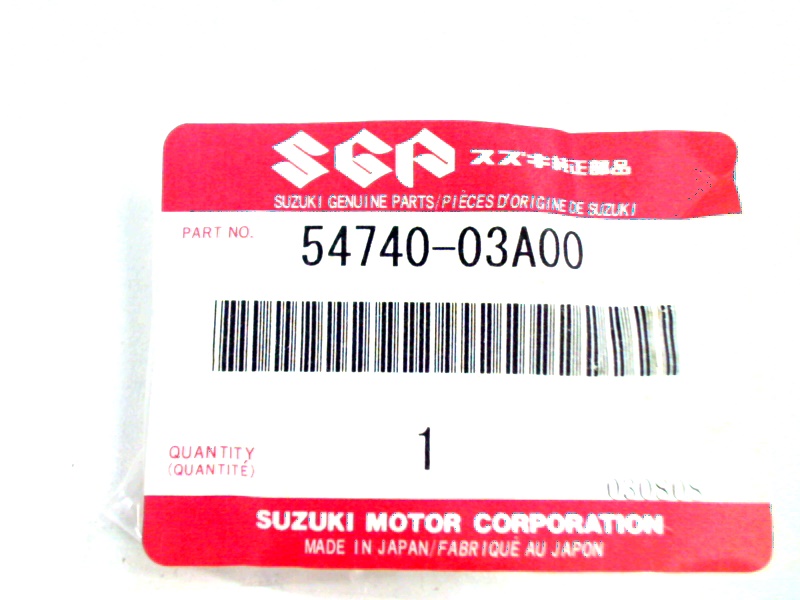 SGP スズキ純正部品
SUZUKI GENUINE PARTS/PIÈCES D'ORIGINE DE SUZUKI
PART NO. 54740-03A00
QUANTITY 1
(QUANTITÉ)
030808
SUZUKI MOTOR CORPORATION
MADE IN JAPAN/FABRIQUÉ AU JAPON